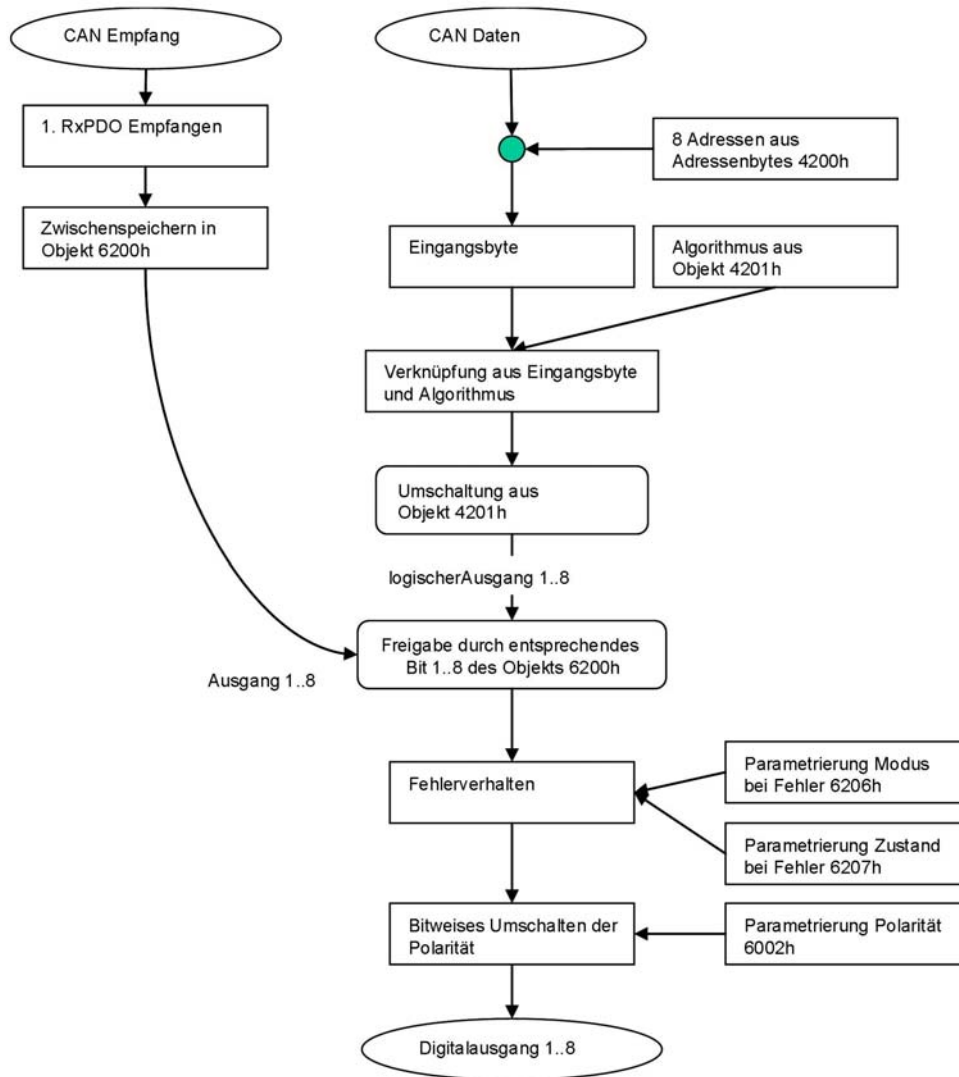 CAN Empfang
CAN Daten
1. RxPDO Empfangen
8 Adressen aus
Adressenbytes 4200h
Zwischenspeichern in
Objekt 6200h
Eingangsbyte
Algorithmus aus
Objekt 4201h
Verknüpfung aus Eingangsbyte
und Algorithmus
Umschaltung aus
Objekt 4201h
logischerAusgang 1..8
Freigabe durch entsprechendes
Bit 1..8 des Objekts 6200h
Ausgang 1..8
Fehlerverhalten
Parametrierung Modus
bei Fehler 6206h
Parametrierung Zustand
bei Fehler 6207h
Bitweises Umschalten der
Polarität
Parametrierung Polarität
6002h
Digitalausgang 1..8